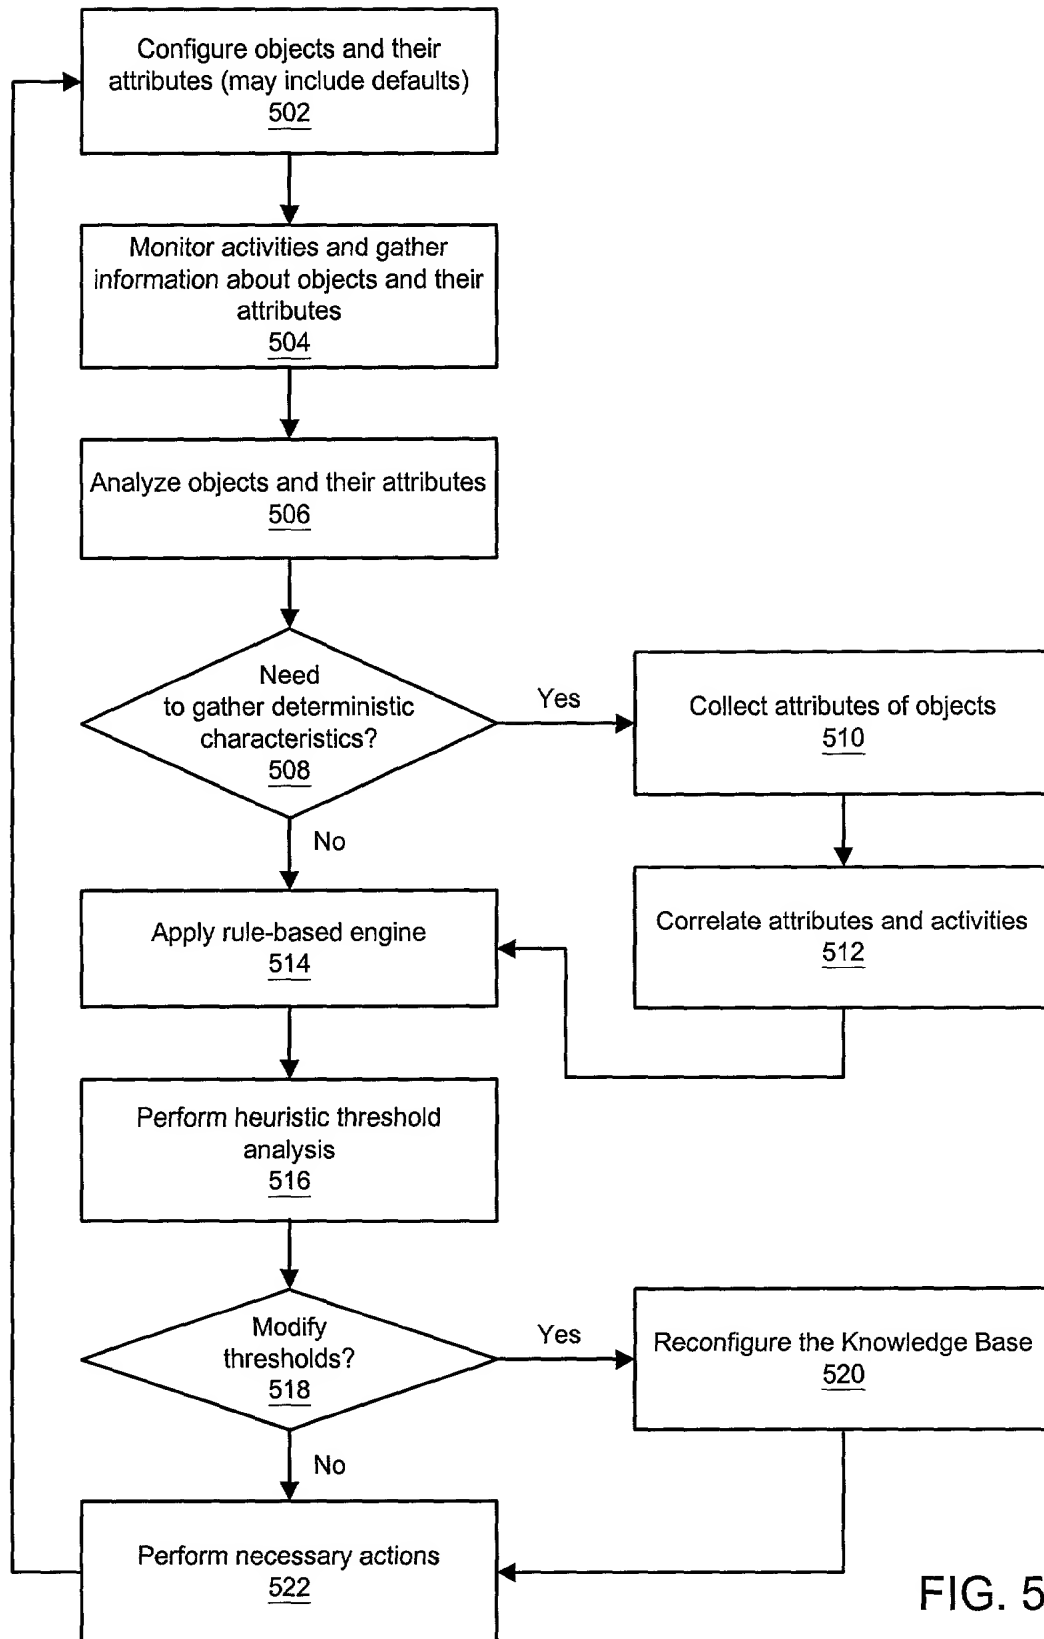 Configure objects and their
attributes (may include defaults)
502
Monitor activities and gather
information about objects and their
attributes
504
Analyze objects and their attributes
506
Need
to gather deterministic
characteristics?
508
Yes
Collect attributes of objects
510
No
Correlate attributes and activities
512
Apply rule-based engine
514
Perform heuristic threshold
analysis
516
Modify
thresholds?
518
Yes
Reconfigure the Knowledge Base
520
No
Perform necessary actions
522
FIG. 5